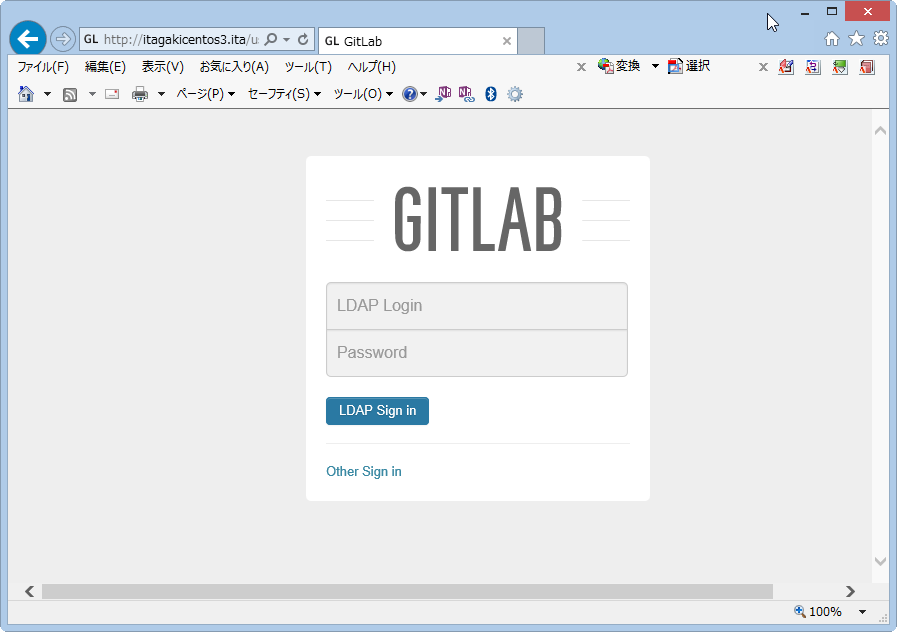 GL http://itagakicentos3.ita/u
GL GitLab
ファイル(F) 編集(E) 表示(V) お気に入り(A) ツール(T) ヘルプ(H)
変換 選択
ページ(P) セーフティ(S) ツール(O)
GITLAB
LDAP Login
Password
LDAP Sign in
Other Sign in
100%